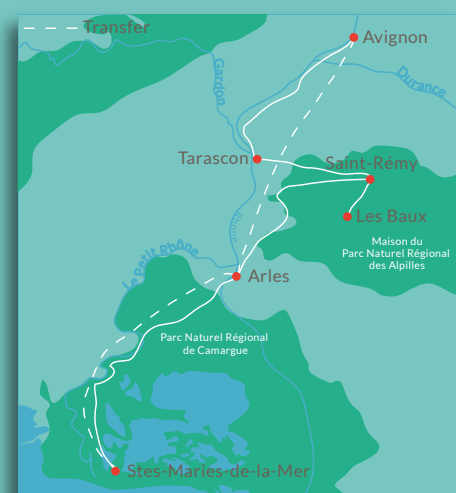 Transfer
Avignon
Gardon
Durance
Tarascon
Saint-Rémy
Les Baux
Rhône
Maison du
Parc Naturel Régional
des Alpilles
Le Petit Rhône
Arles
Parc Naturel Régional
de Camargue
Stes-Maries-de-la-Mer